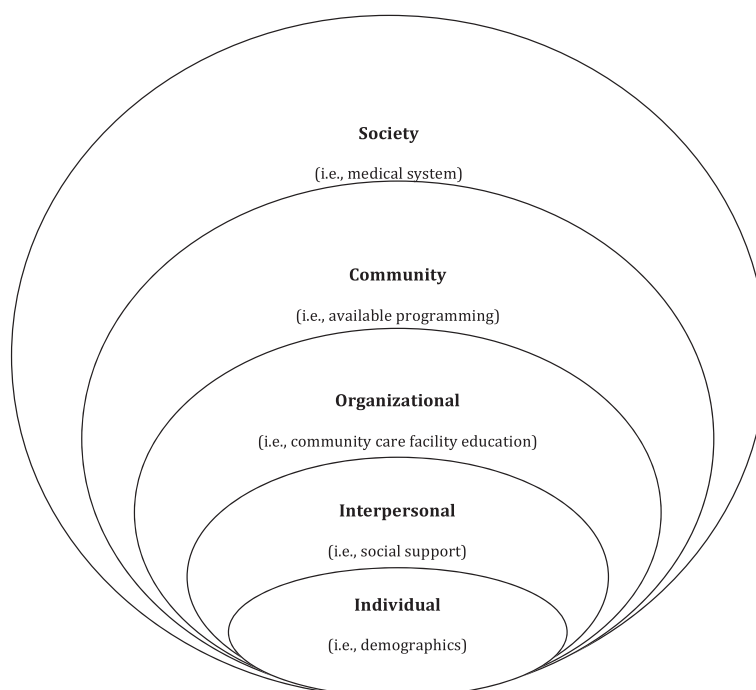 Society
(i.e., medical system)
Community
(i.e., available programming)
Organizational
(i.e., community care facility education)
Interpersonal
(i.e., social support)
Individual
(i.e., demographics)